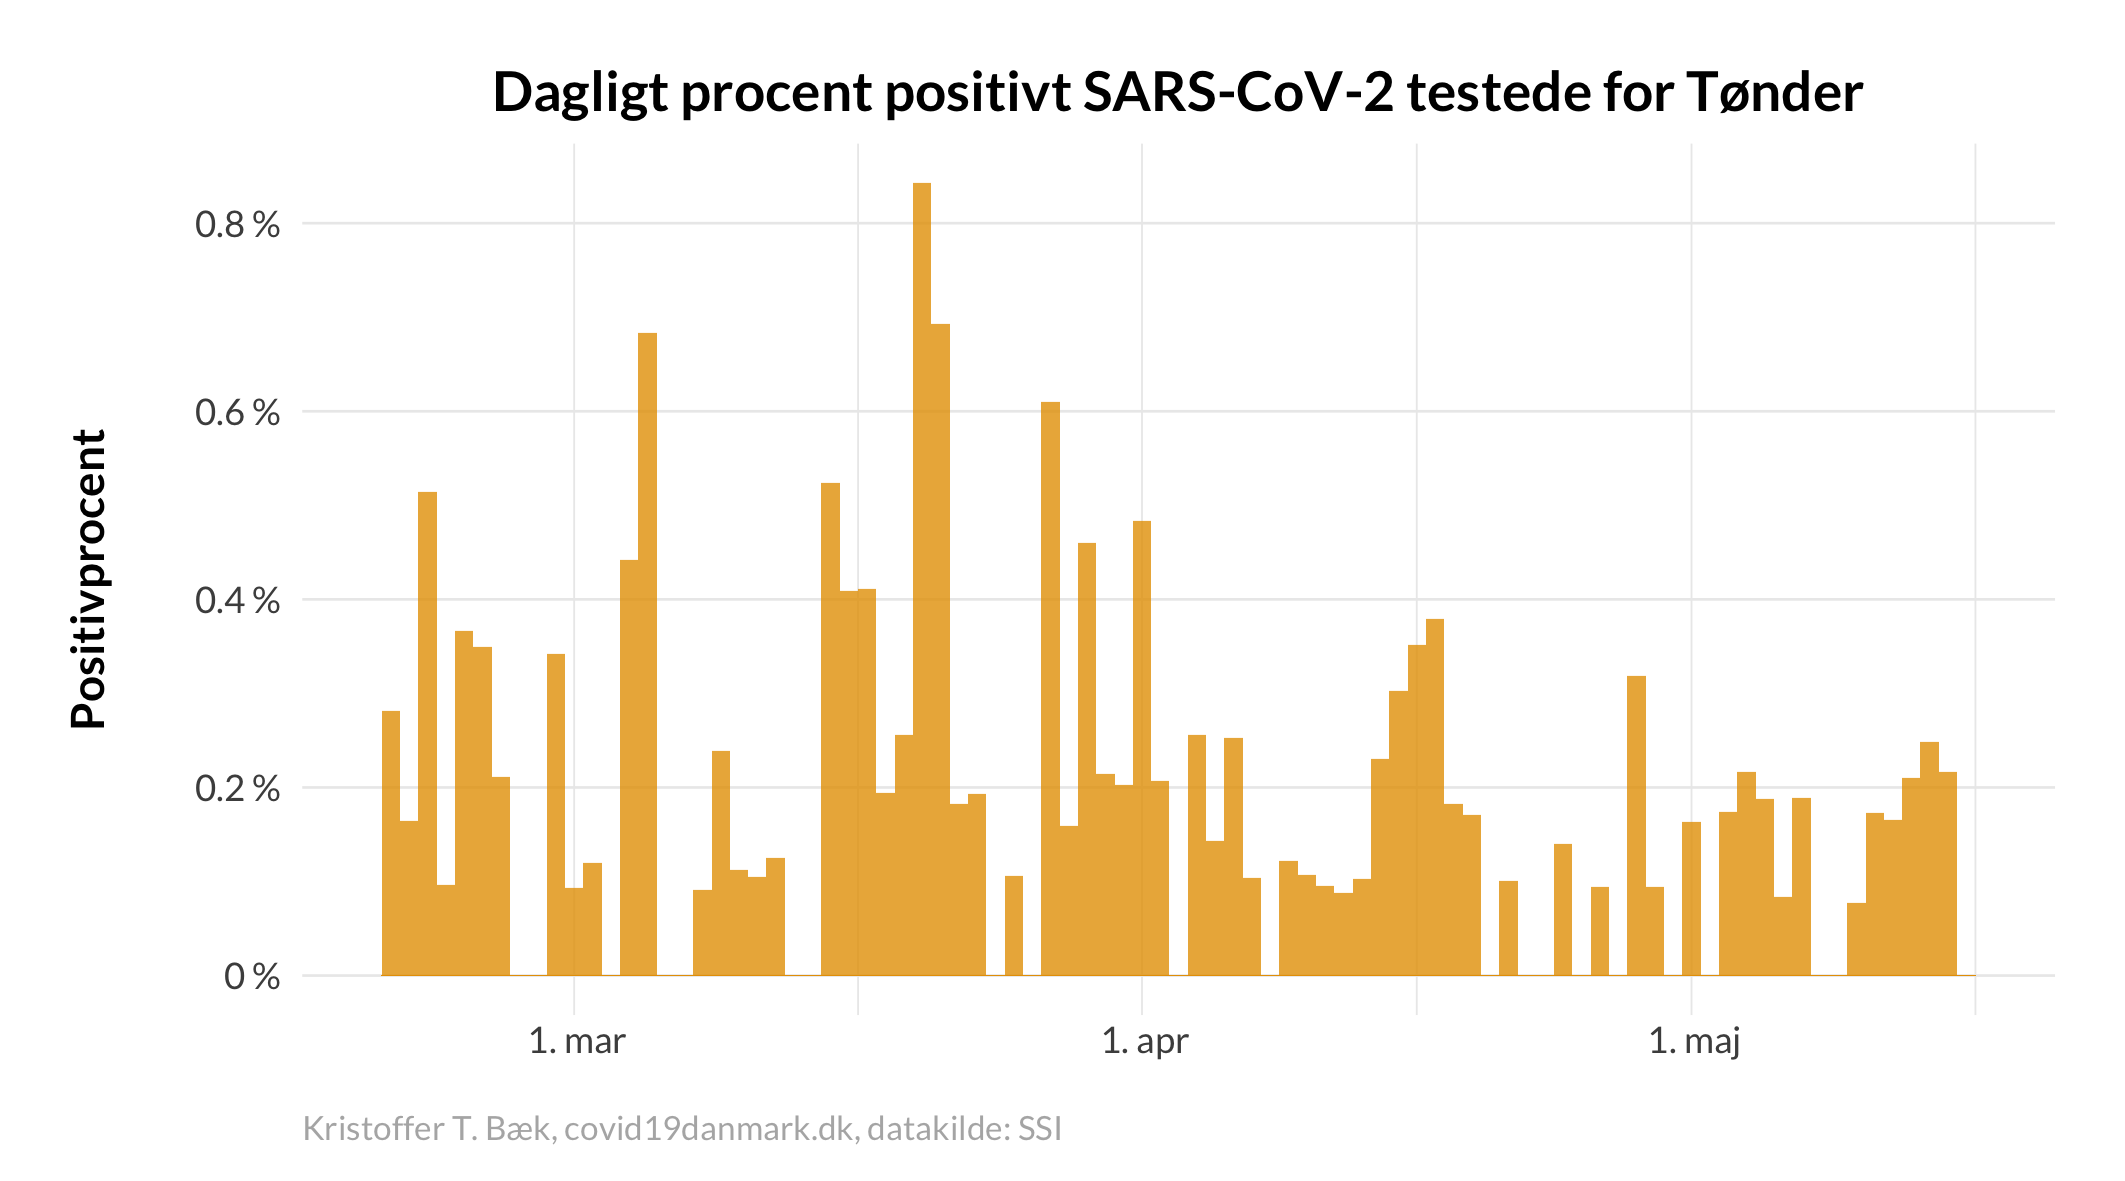 Dagligt procent positivt SARS-CoV-2 testede for Tønder
Positivprocent
0.8 %
0.6 %
0.4 %
0.2 %
0 %
1. mar
1. apr
1. maj
Kristoffer T. Bæk, covid19danmark.dk, datakilde: SSI